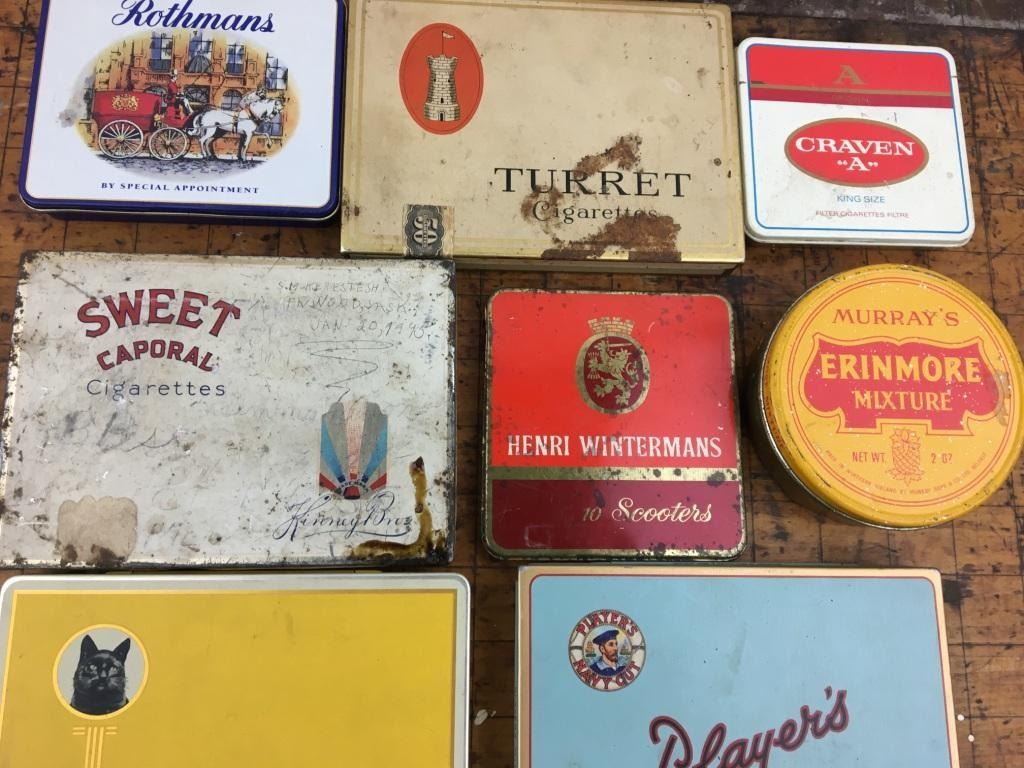 Rothmans
BY SPECIAL APPOINTMENT
TURRET
Cigarettes
A
CRAVEN
"A"
KING SIZE
FILTER CIGARETTES FILTRE
SWEET
CAPORAL
Cigarettes
JAN 20, 194
Kinney Bros
HENRI WINTERMANS
10 Scooters
MURRAY'S
ERINMORE
MIXTURE
NET WT. 2 OZ
PLAYER'S
NAVY CUT
Player's